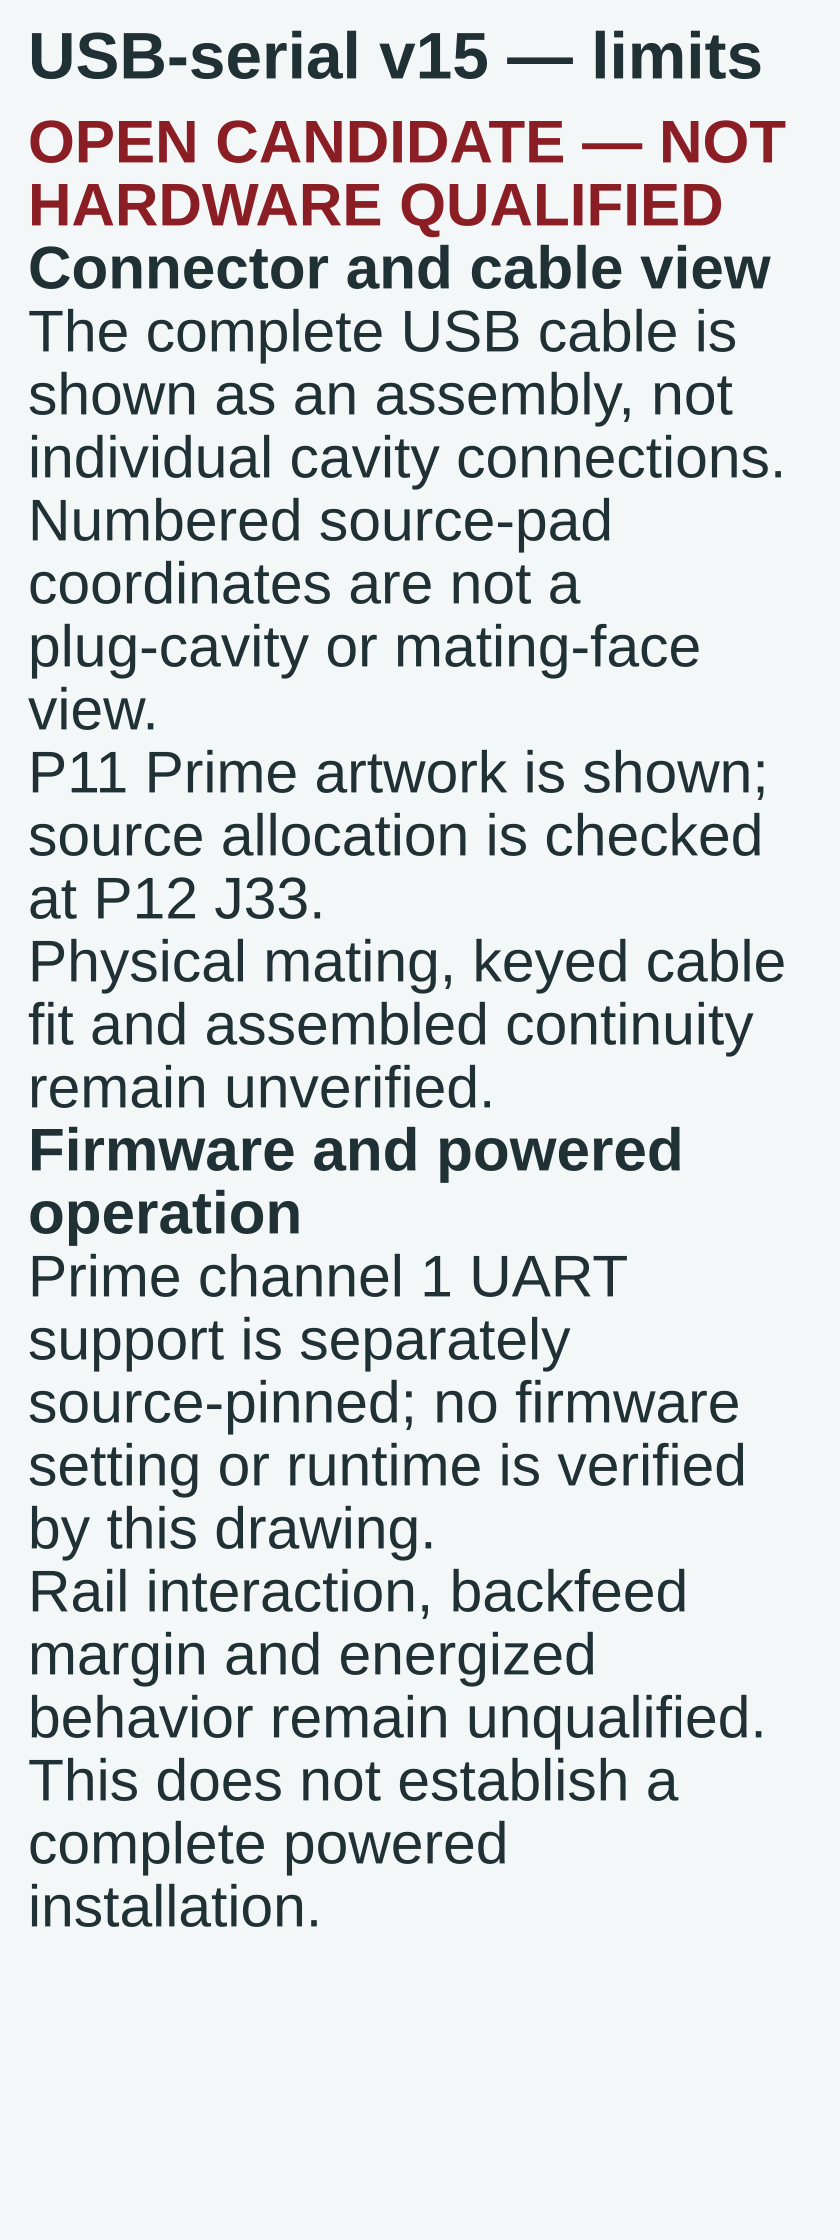 USB-serial v15 — limits
OPEN CANDIDATE — NOT
HARDWARE QUALIFIED
Connector and cable view
The complete USB cable is
shown as an assembly, not
individual cavity connections.
Numbered source-pad
coordinates are not a
plug-cavity or mating-face
view.
P11 Prime artwork is shown;
source allocation is checked
at P12 J33.
Physical mating, keyed cable
fit and assembled continuity
remain unverified.
Firmware and powered
operation
Prime channel 1 UART
support is separately
source-pinned; no firmware
setting or runtime is verified
by this drawing.
Rail interaction, backfeed
margin and energized
behavior remain unqualified.
This does not establish a
complete powered
installation.